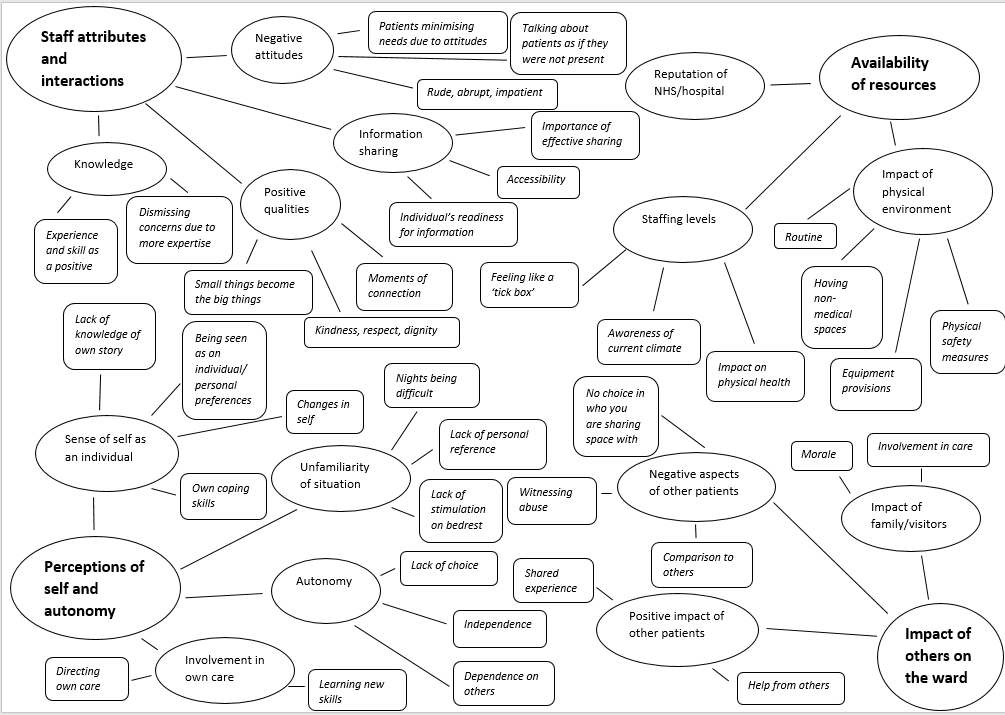 Staff attributes
and
interactions
Negative
attitudes
Patients minimising
needs due to attitudes
Talking about
patients as if they
were not present
Rude, abrupt, impatient
Reputation of
NHS/hospital
Availability
of resources
Information
sharing
Importance of
effective sharing
Accessibility
Individual's readiness
for information
Knowledge
Experience
and skill as
a positive
Dismissing
concerns due to
more expertise
Positive
qualities
Small things become
the big things
Kindness, respect, dignity
Moments of
connection
Staffing levels
Feeling like a
'tick box'
Awareness of
current climate
Impact on
physical health
Impact of
physical
environment
Routine
Having
non-
medical
spaces
Equipment
provisions
Physical
safety
measures
Lack of
knowledge of
own story
Being seen
as an
individual/
personal
preferences
Changes in
self
Sense of self as
an individual
Own coping
skills
Nights being
difficult
Unfamiliarity
of situation
Lack of personal
reference
Lack of
stimulation
on bedrest
No choice in
who you
are sharing
space with
Witnessing
abuse
Negative aspects
of other patients
Comparison to
others
Morale
Involvement in care
Impact of
family/visitors
Perceptions of
self and
autonomy
Autonomy
Lack of choice
Independence
Dependence on
others
Involvement in
own care
Directing
own care
Learning new
skills
Shared
experience
Positive impact of
other patients
Help from others
Impact of
others on
the ward